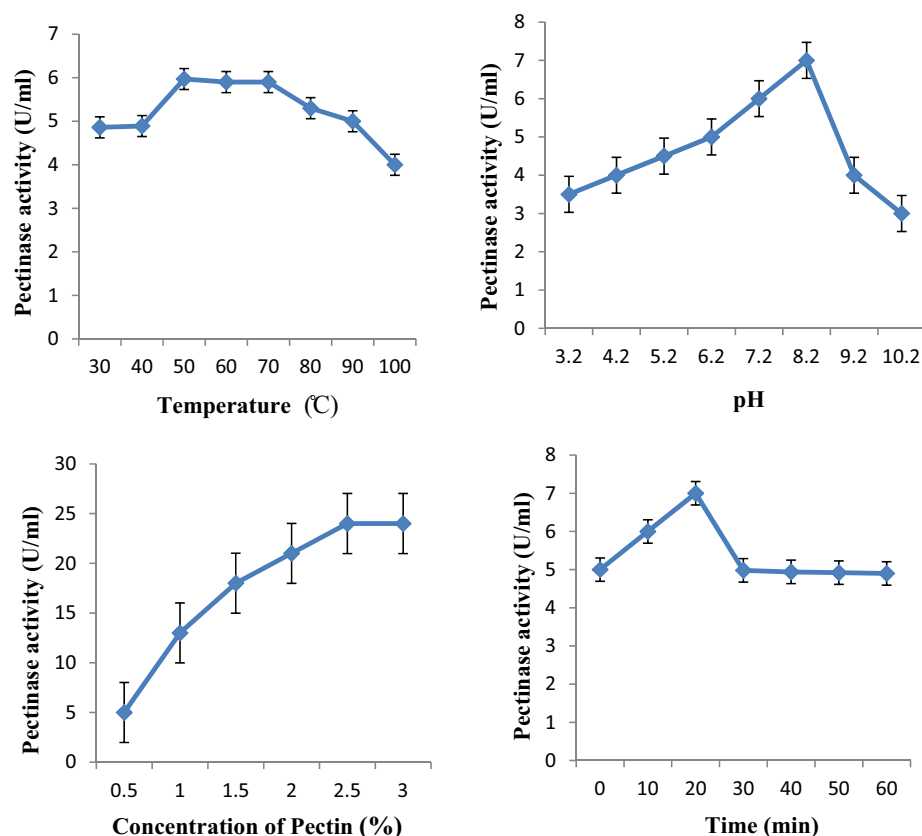 7
6
5
4
3
2
1
0
Pectinase activity (U/ml)
30 40 50 60 70 80 90 100
Temperature (℃)
8
7
6
5
4
3
2
1
0
Pectinase activity (U/ml)
3.2 4.2 5.2 6.2 7.2 8.2 9.2 10.2
pH
30
25
20
15
10
5
0
Pectinase activity (U/ml)
0.5 1 1.5 2 2.5 3
Concentration of Pectin (%)
8
7
6
5
4
3
2
1
0
Pectinase activity (U/ml)
0 10 20 30 40 50 60
Time (min)